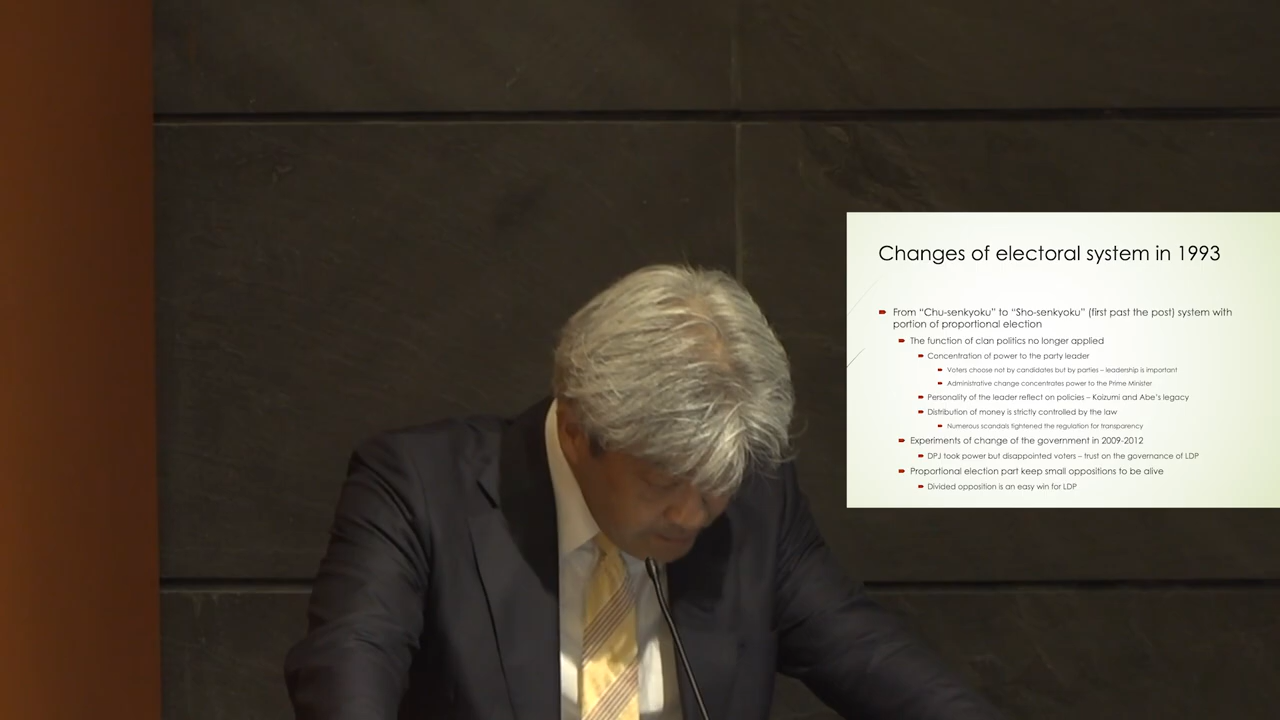 Changes of electoral system in 1993
From “Chu-senkyoku” to “Sho-senkyoku” (first past the post) system with
portion of proportional election
The function of clan politics no longer applied
Concentration of power to the party leader
Voters choose not by candidates but by parties – leadership is important
Administrative change concentrates power to the Prime Minister
Personality of the leader reflect on policies – Koizumi and Abe's legacy
Distribution of money is strictly controlled by the law
Numerous scandals tightened the regulation for transparency
Experiments of change of the government in 2009-2012
DPJ took power but disappointed voters – trust on the governance of LDP
Proportional election part keep small oppositions to be alive
Divided opposition is an easy win for LDP